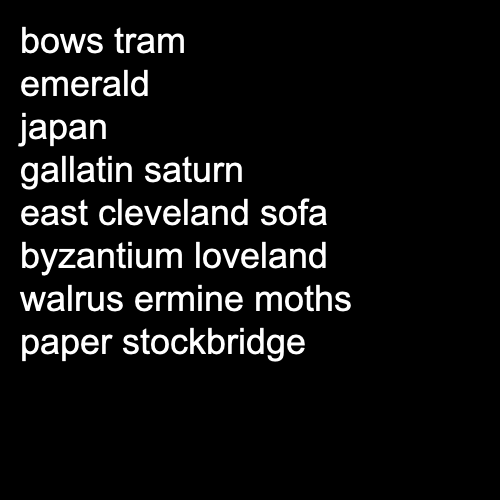 bows tram
emerald
japan
gallatin saturn
east cleveland sofa
byzantium loveland
walrus ermine moths
paper stockbridge